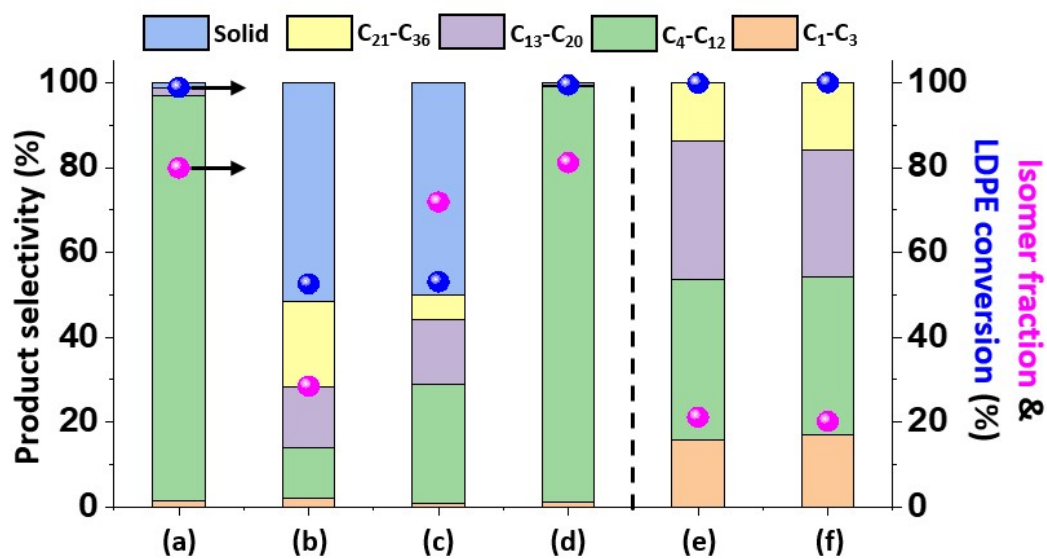 Solid C₂₁-C₃₆ C₁₃-C₂₀ C₄-C₁₂ C₁-C₃
Product selectivity (%)
100
80
60
40
20
0
(a) (b) (c) (d) (e) (f)
100
80
60
40
20
0
LDPE conversion (%)
Isomer fraction &